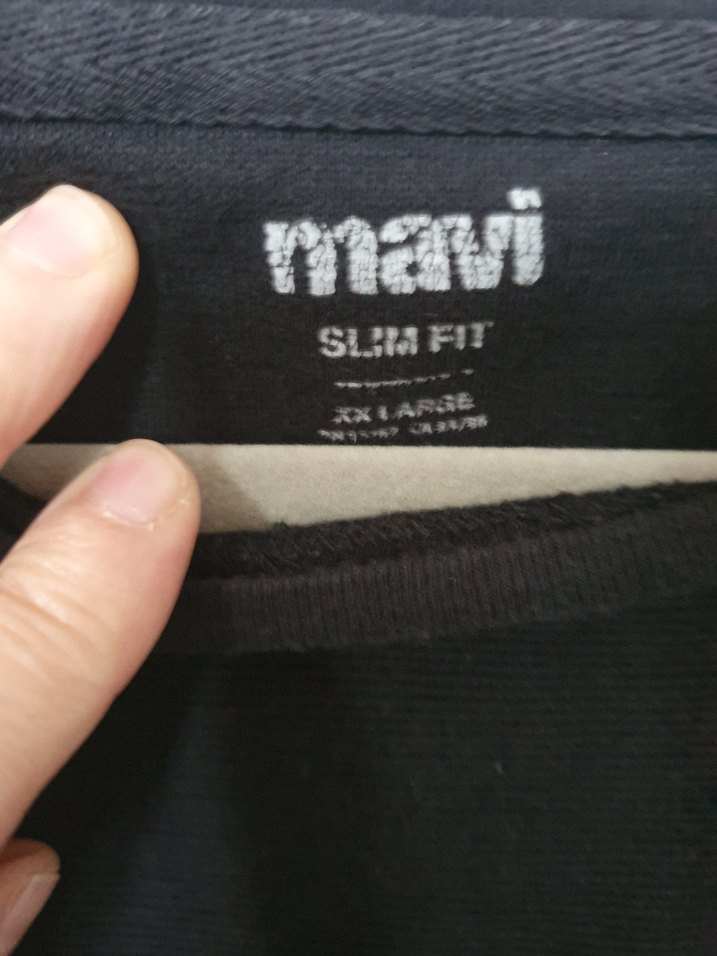 mavi
SLIM FIT
XX LARGE